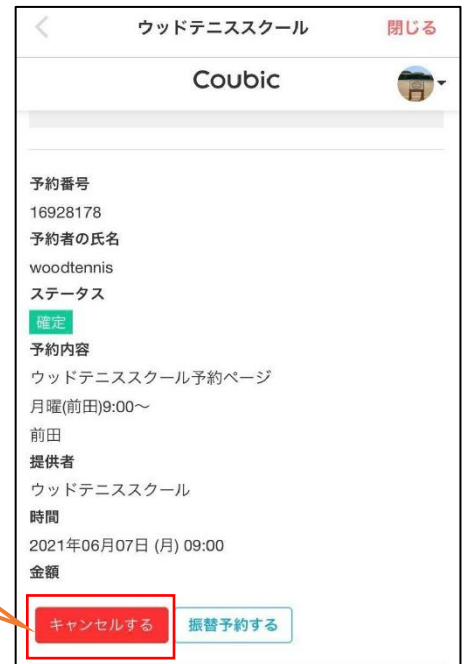 ウッドテニススクール 閉じる
Coubic
予約番号
16928178
予約者の氏名
woodtennis
ステータス
確定
予約内容
ウッドテニススクール予約ページ
月曜(前田)9:00〜
前田
提供者
ウッドテニススクール
時間
2021年06月07日 (月) 09:00
金額
キャンセルする 振替予約する